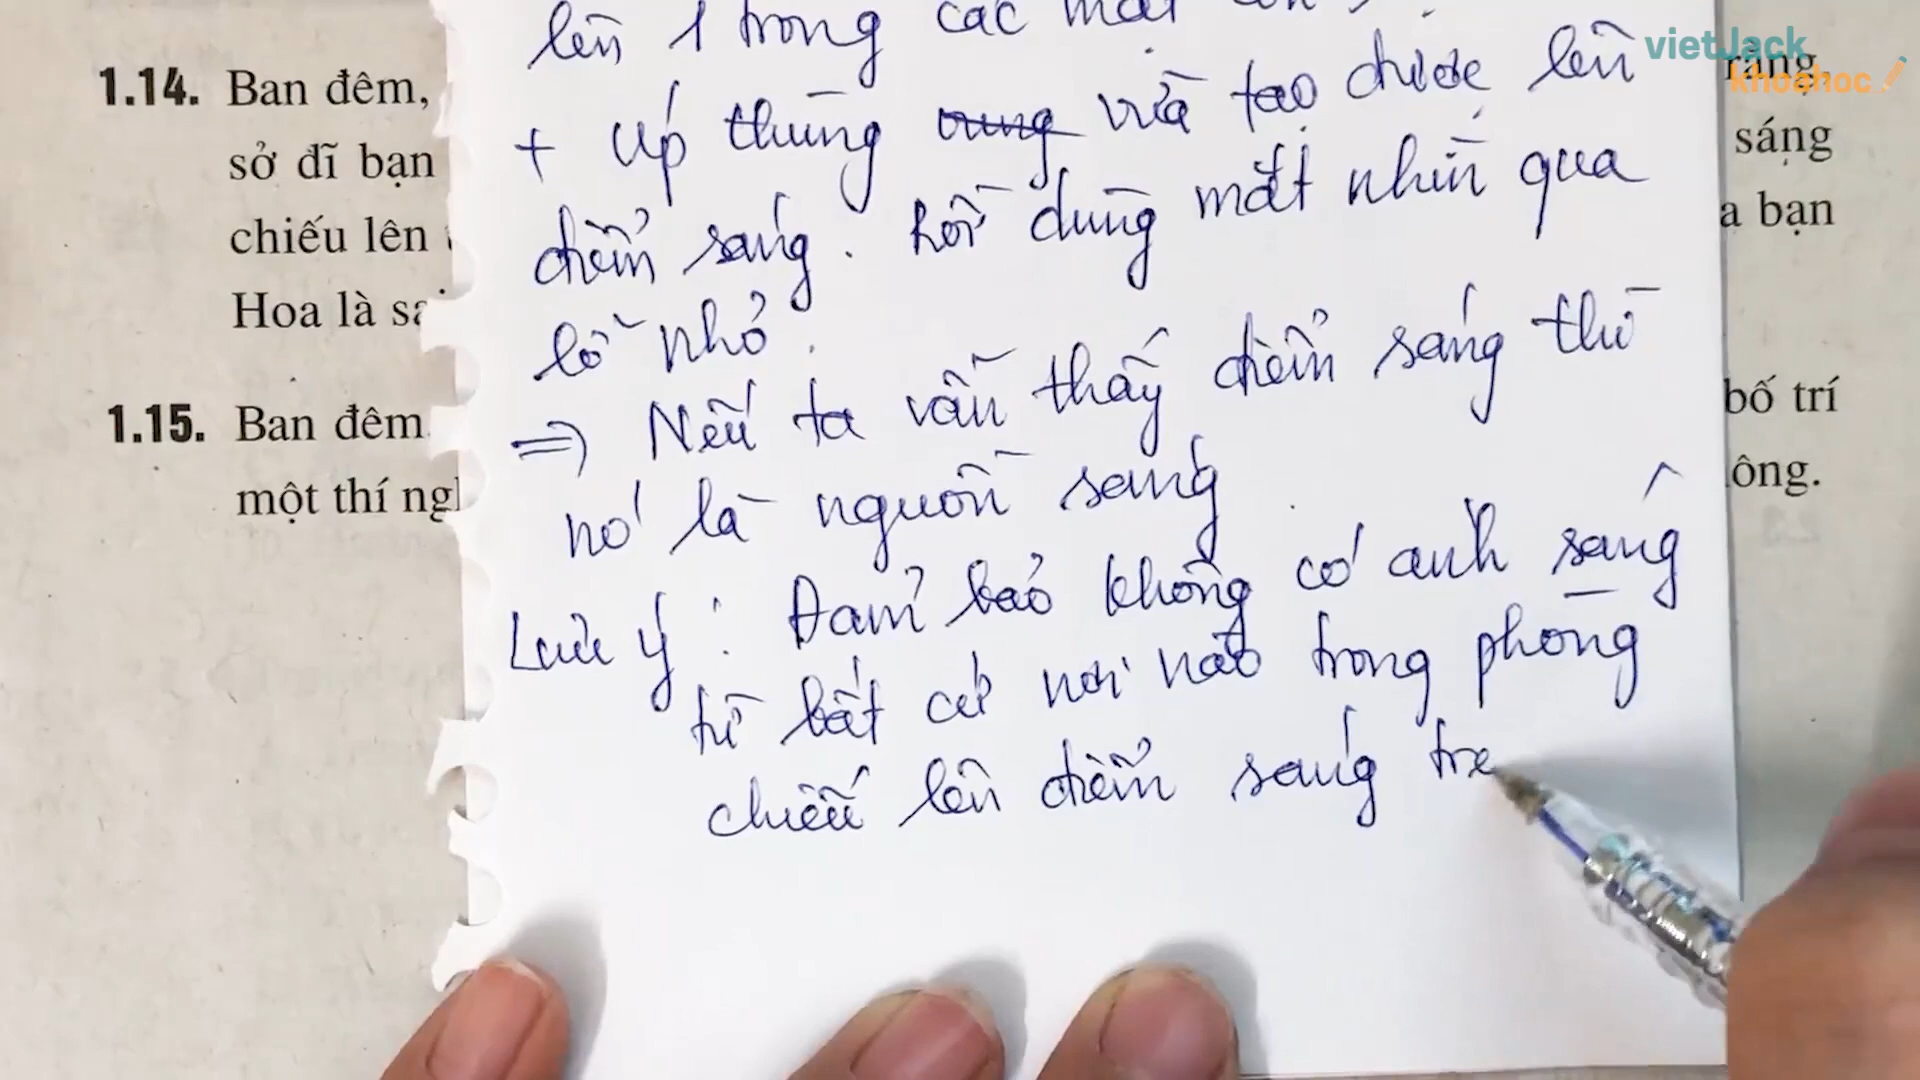 vietJack
khoahoc
1.14. Ban đêm,
sở đĩ bạn
sáng
chiếu lên
a bạn
Hoa là sa
1.15. Ban đêm
bố trí
một thí ng
ông.
lên 1 trong các mặt
+ úp thùng vừa tạo được lên
điểm sáng. Rồi dùng mắt nhìn qua
lỗ nhỏ.
=> Nếu ta vẫn thấy điểm sáng thì
nó là nguồn sáng
Lưu ý: Đảm bảo không có ánh sáng
từ bất cứ nơi nào trong phòng
chiếu lên điểm sáng tre